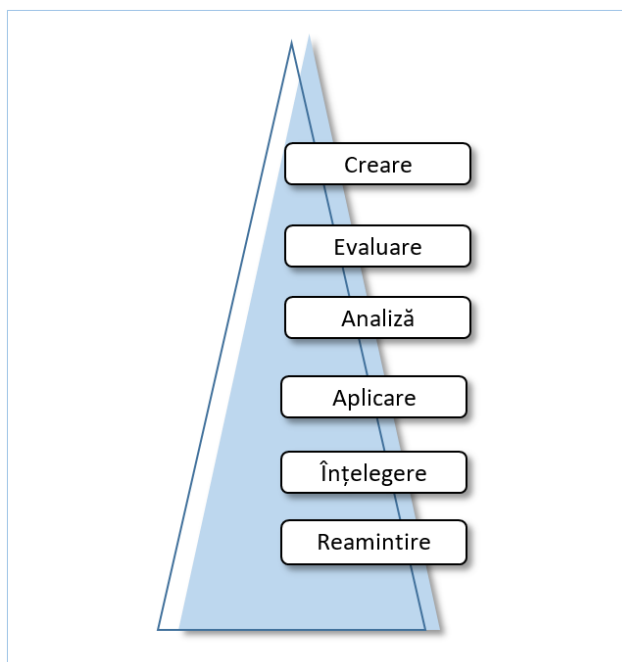 Creare
Evaluare
Analiză
Aplicare
Înțelegere
Reamintire